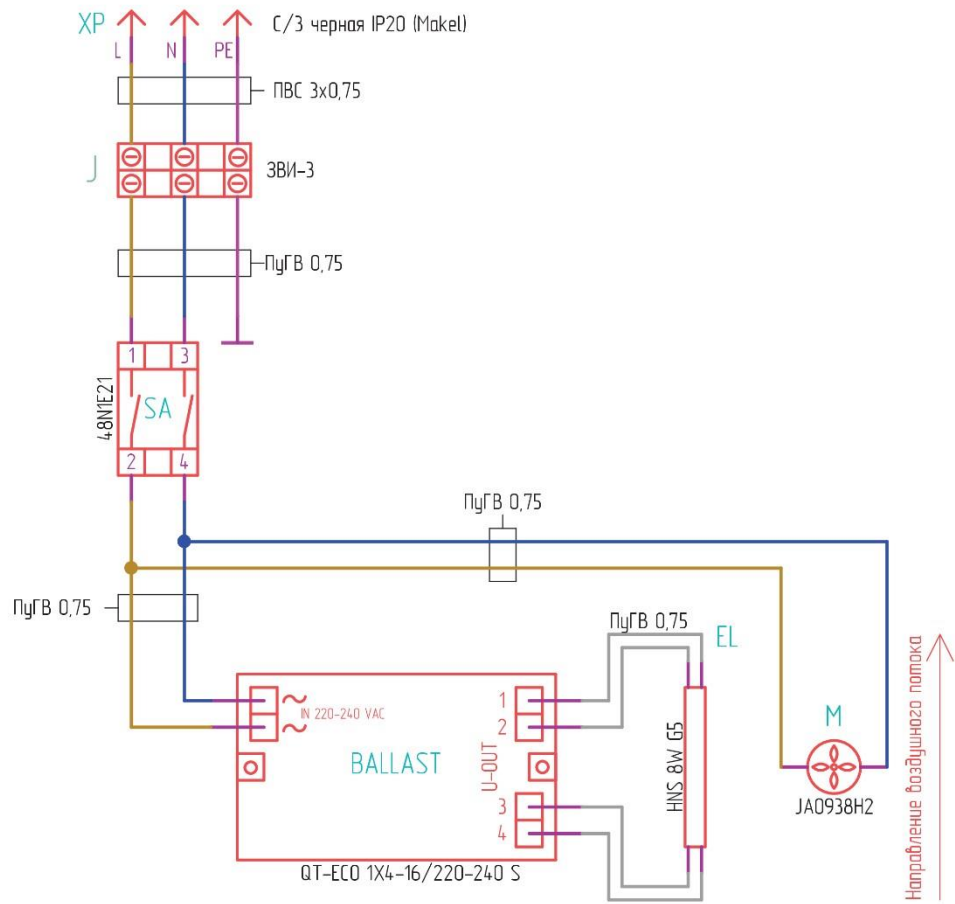 XP
С/З черная IP20 (Makel)
L N PE
ПВС 3x0,75
J
ЗВИ-3
ПуГВ 0,75
1 3
48N1E21
SA
2 4
ПуГВ 0,75
ПуГВ 0,75
ПуГВ 0,75
EL
IN 220-240 VAC
1
2
U-OUT
3
4
BALLAST
HNS 8W G5
M
JA0938H2
QT-ECO 1X4-16/220-240 S
Направление воздушного потока